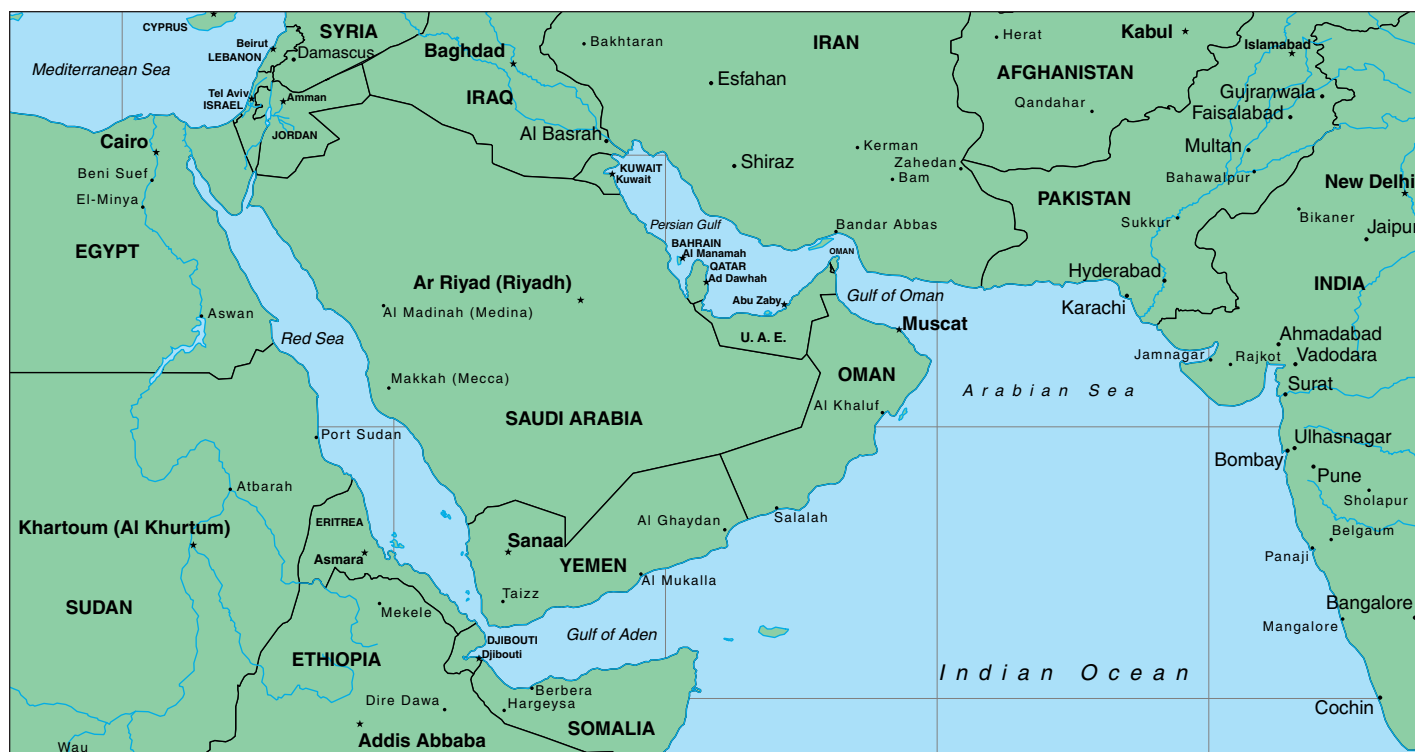 CYPRUS
SYRIA
IRAN
Herat
Kabul
Islamabad
Beirut
LEBANON
Damascus
Baghdad
Bakhtaran
Mediterranean Sea
Esfahan
AFGHANISTAN
Gujranwala
Tel Aviv
ISRAEL
Amman
IRAQ
Qandahar
Faisalabad
Cairo
JORDAN
Al Basrah
Kerman
Multan
Beni Suef
KUWAIT
Kuwait
Shiraz
Zahedan
Bam
Bahawalpur
New Delhi
El-Minya
PAKISTAN
Sukkur
Bikaner
Jaipur
Persian Gulf
Bandar Abbas
EGYPT
BAHRAIN
Al Manamah
OMAN
QATAR
Ad Dawhah
Hyderabad
Ar Riyad (Riyadh)
INDIA
Al Madinah (Medina)
Abu Zaby
Gulf of Oman
Karachi
Aswan
Muscat
Red Sea
U. A. E.
Ahmadabad
Jamnagar
Rajkot
Vadodara
Makkah (Mecca)
OMAN
Arabian Sea
Surat
SAUDI ARABIA
Al Khaluf
Port Sudan
Ulhasnagar
Bombay
Pune
Atbarah
Sholapur
Khartoum (Al Khurtum)
ERITREA
Al Ghaydan
Salalah
Belgaum
Asmara
Sanaa
Panaji
YEMEN
Al Mukalla
SUDAN
Mekele
Taizz
Bangalore
Mangalore
DJIBOUTI
Djibouti
Gulf of Aden
ETHIOPIA
Indian Ocean
Dire Dawa
Berbera
Hargeysa
Cochin
SOMALIA
Addis Abbaba
Wau